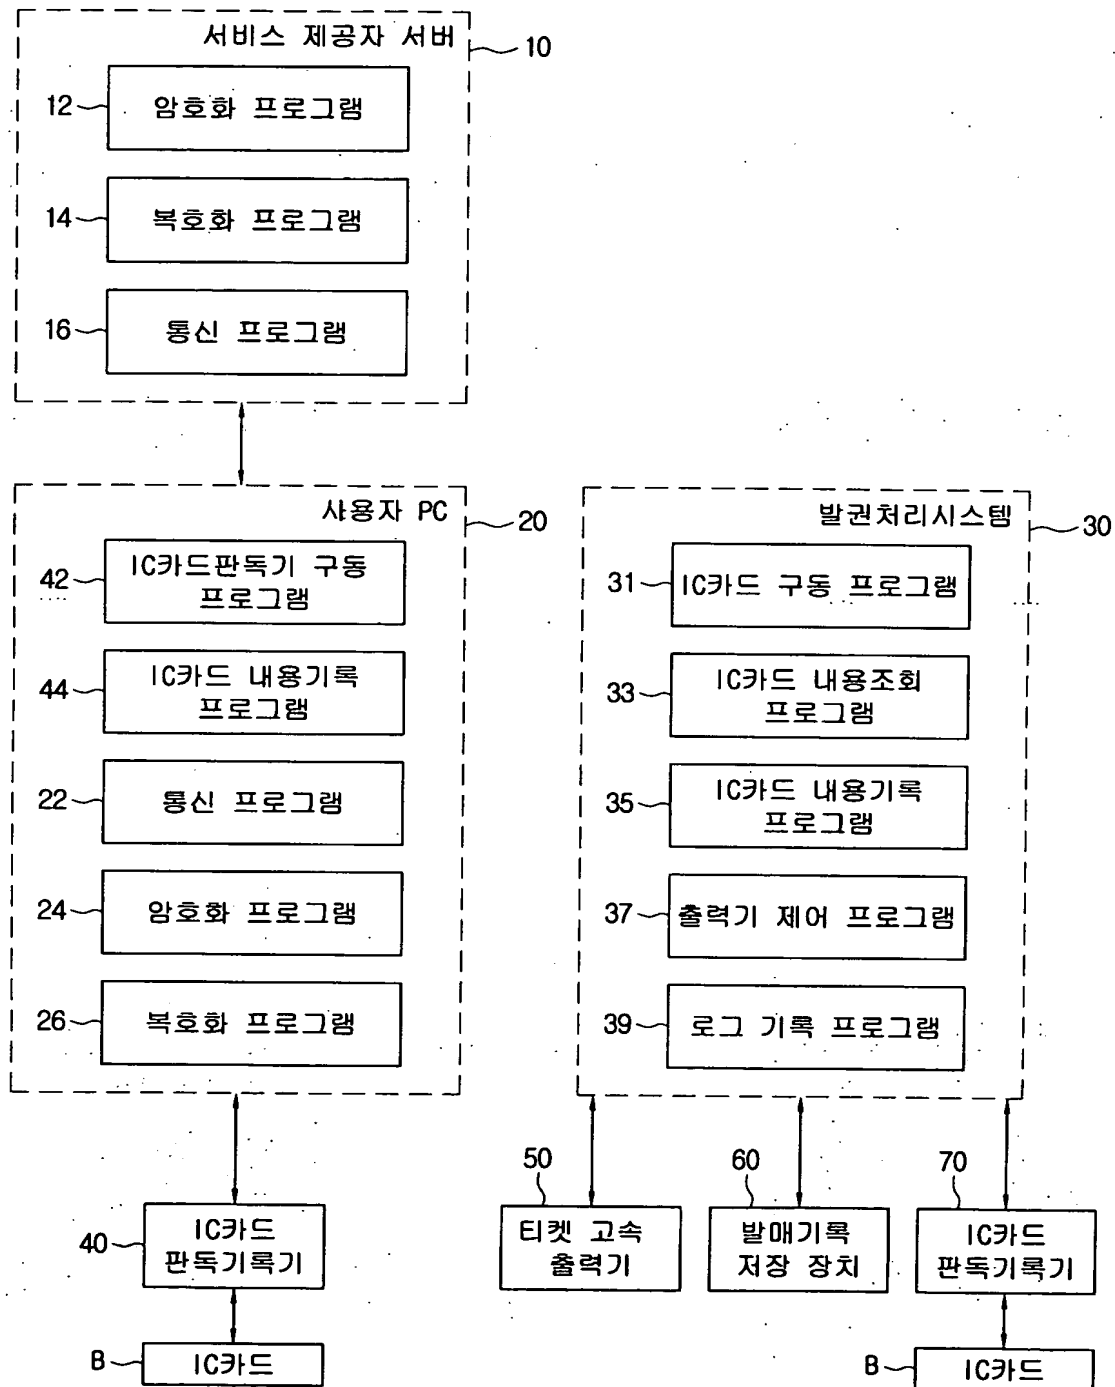 서비스 제공자 서버
10
12
암호화 프로그램
14
복호화 프로그램
16
통신 프로그램
사용자 PC
20
42
IC카드판독기 구동
프로그램
44
IC카드 내용기록
프로그램
22
통신 프로그램
24
암호화 프로그램
26
복호화 프로그램
40
IC카드
판독기록기
B
IC카드
발권처리시스템
30
31
IC카드 구동 프로그램
33
IC카드 내용조회
프로그램
35
IC카드 내용기록
프로그램
37
출력기 제어 프로그램
39
로그 기록 프로그램
50
티켓 고속
출력기
60
발매기록
저장 장치
70
IC카드
판독기록기
B
IC카드